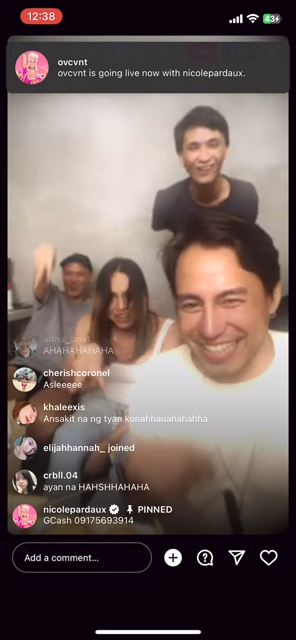 12:38
43
ovcvnt
ovcvnt is going live now with nicolepardaux.
AHAHAHAHAHA
cherishcoronel
Asleeeee
khaleexis
Ansakit na ng tyan konahhauahahahha
elijahhannah_ joined
crbll.04
ayan na HAHSHHAHAHA
nicolepardaux PINNED
GCash 09175693914
Add a comment...